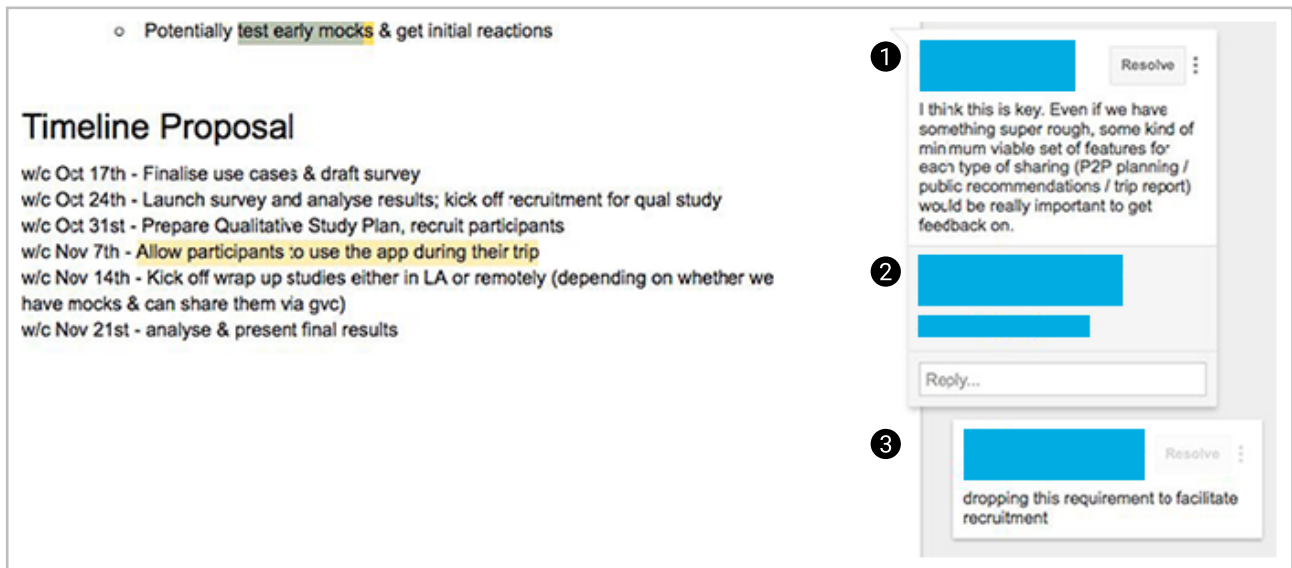 Potentially test early mocks & get initial reactions
Timeline Proposal
w/c Oct 17th - Finalise use cases & draft survey
w/c Oct 24th - Launch survey and analyse results; kick off recruitment for qual study
w/c Oct 31st - Prepare Qualitative Study Plan, recruit participants
w/c Nov 7th - Allow participants to use the app during their trip
w/c Nov 14th - Kick off wrap up studies either in LA or remotely (depending on whether we
have mocks & can share them via gvc)
w/c Nov 21st - analyse & present final results
1
Resolve
I think this is key. Even if we have
something super rough, some kind of
minimum viable set of features for
each type of sharing (P2P planning /
public recommendations / trip report)
would be really important to get
feedback on.
2
Reply...
3
Resolve
dropping this requirement to facilitate
recruitment